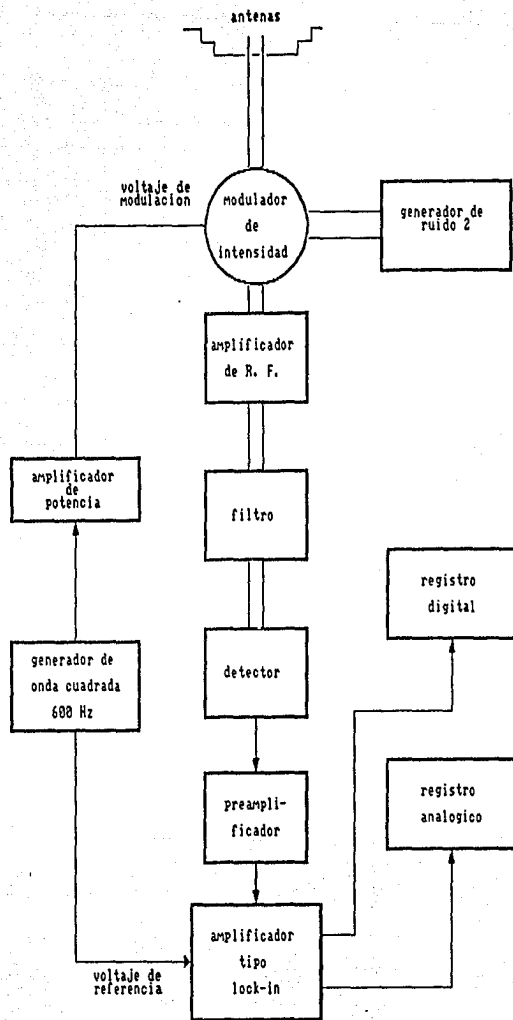 antenas
voltaje de
modulacion
modulador
de
intensidad
generador de
ruido 2
amplificador
de R. F.
amplificador
de
potencia
filtro
registro
digital
generador de
onda cuadrada
600 Hz
detector
preampli-
ficador
registro
analogico
amplificador
tipo
lock-in
voltaje de
referencia